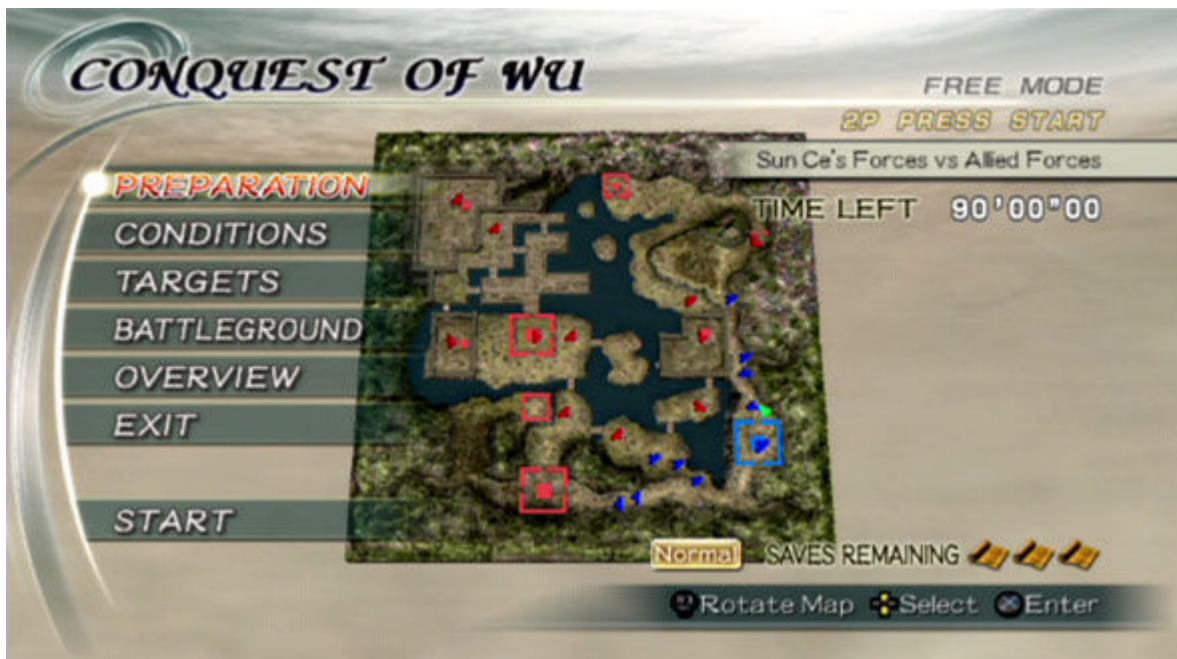 CONQUEST OF WU
FREE MODE
2P PRESS START
Sun Ce's Forces vs Allied Forces
TIME LEFT 90'00"00
PREPARATION
CONDITIONS
TARGETS
BATTLEGROUND
OVERVIEW
EXIT
START
Normal SAVES REMAINING
Rotate Map Select Enter